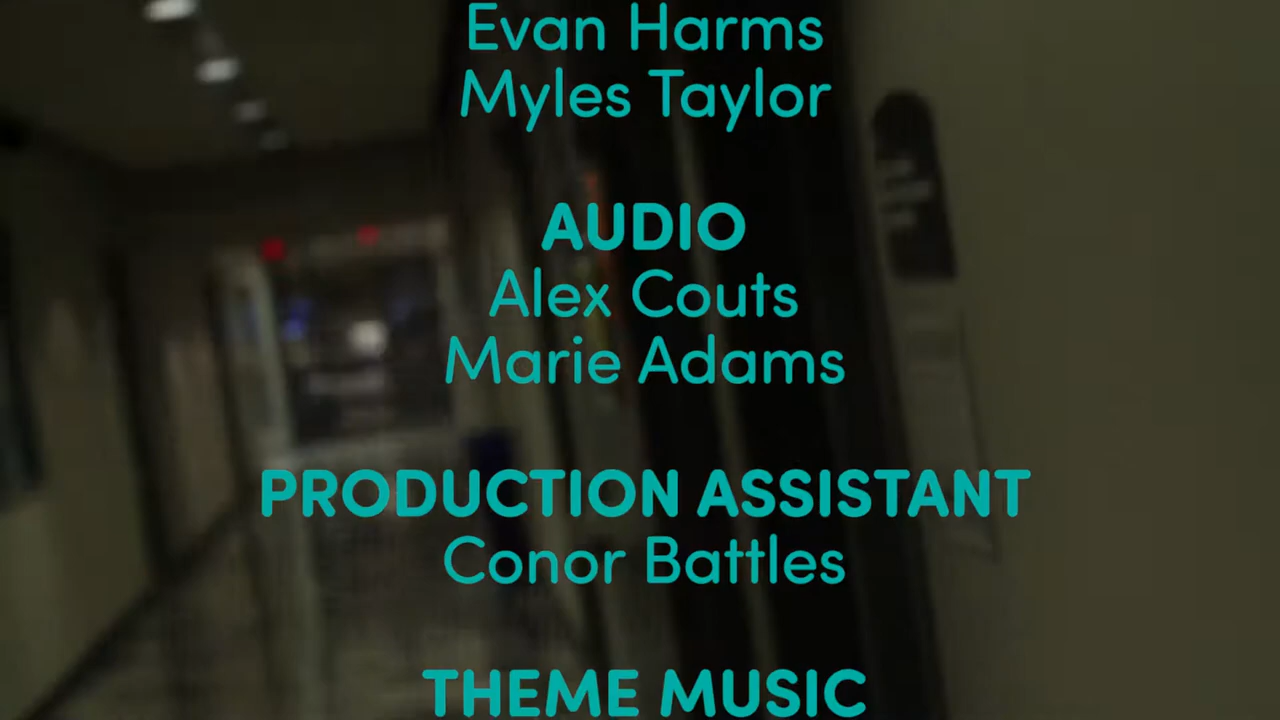 Evan Harms
Myles Taylor
AUDIO
Alex Couts
Marie Adams
PRODUCTION ASSISTANT
Conor Battles
THEME MUSIC